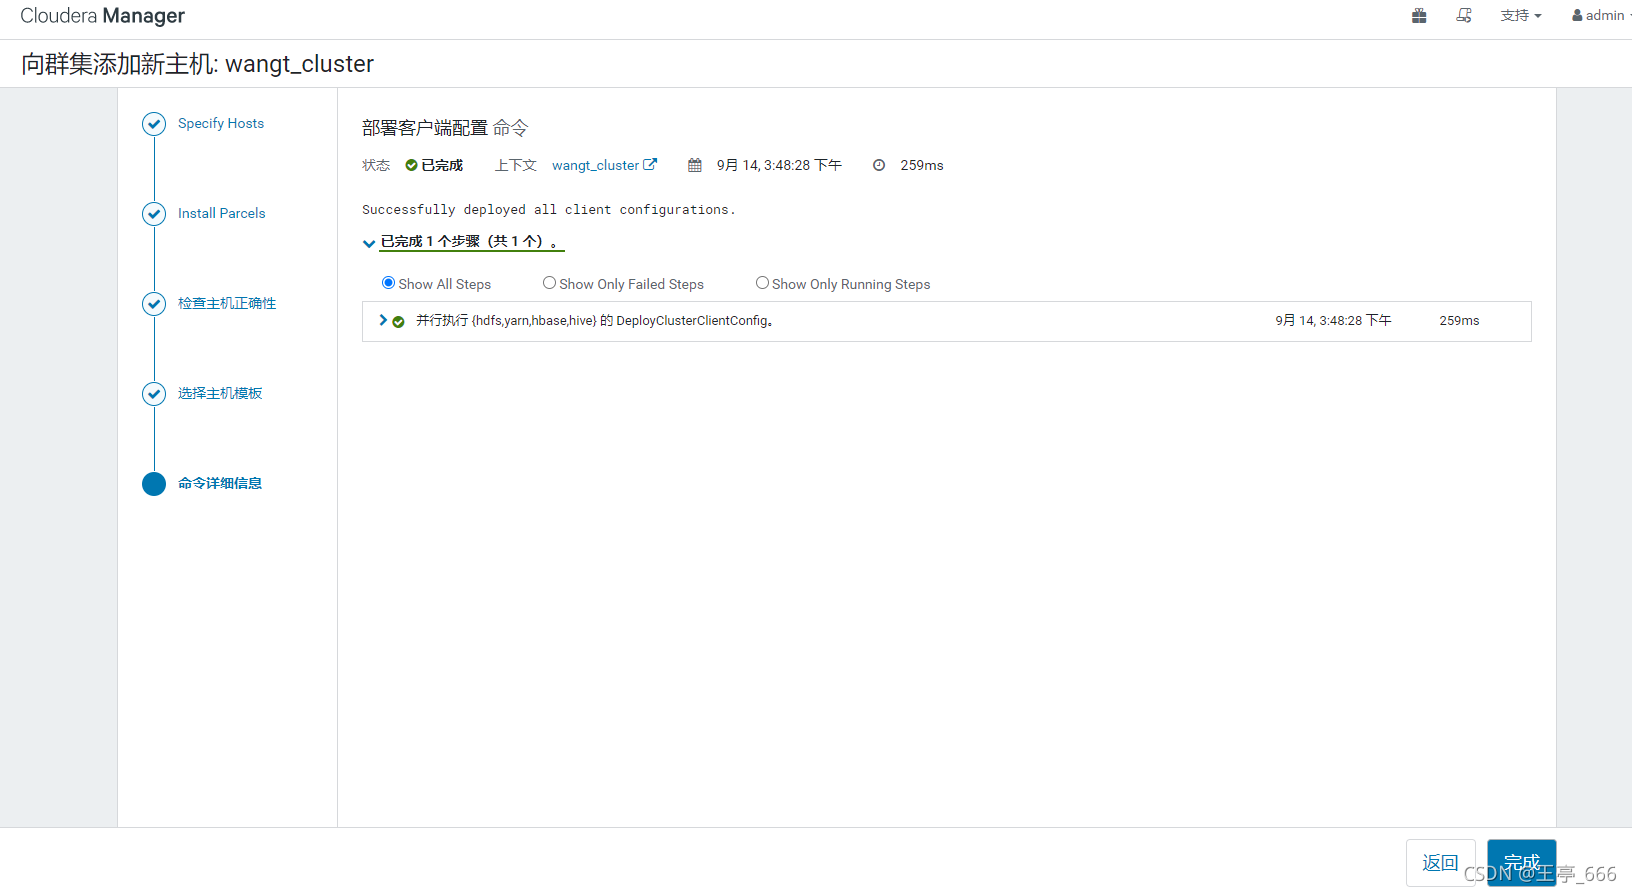 Cloudera Manager
支持
admin
向群集添加新主机: wangt_cluster
Specify Hosts
Install Parcels
检查主机正确性
选择主机模板
命令详细信息
部署客户端配置 命令
状态 已完成 上下文 wangt_cluster 9月 14, 3:48:28 下午 259ms
Successfully deployed all client configurations.
已完成 1 个步骤（共 1 个）。
Show All Steps Show Only Failed Steps Show Only Running Steps
并行执行 {hdfs,yarn,hbase,hive} 的 DeployClusterClientConfig。 9月 14, 3:48:28 下午 259ms
返回 完成
CSDN @王亭_666